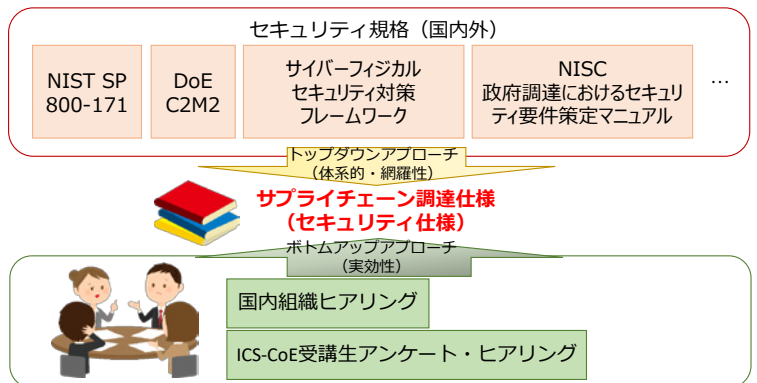 セキュリティ規格（国内外）
NIST SP
800-171
DoE
C2M2
サイバーフィジカル
セキュリティ対策
フレームワーク
NISC
政府調達におけるセキュリ
ティ要件策定マニュアル
…
トップダウンアプローチ
（体系的・網羅性）
サプライチェーン調達仕様
（セキュリティ仕様）
ボトムアップアプローチ
（実効性）
国内組織ヒアリング
ICS-CoE受講生アンケート・ヒアリング